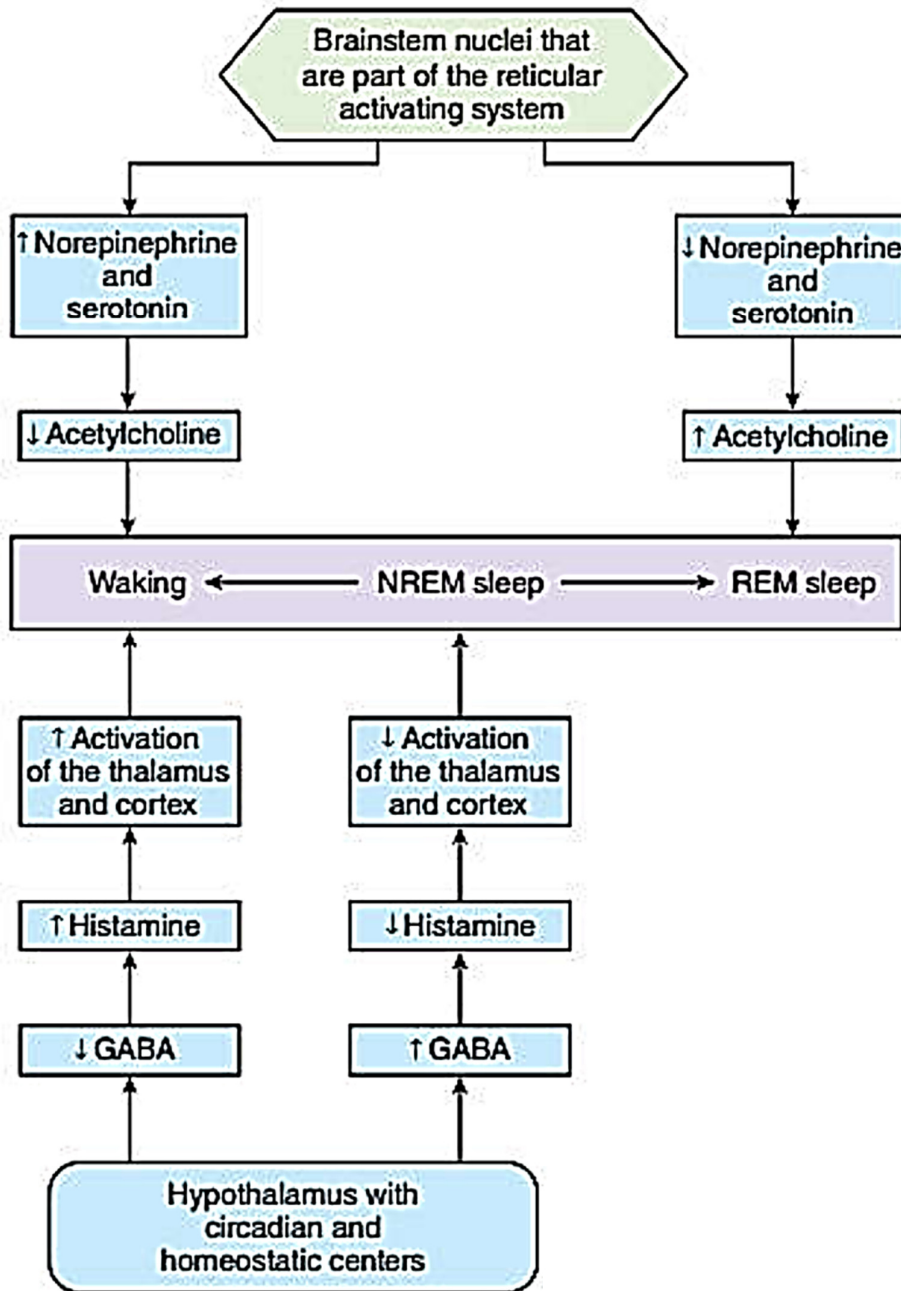 Brainstem nuclei that
are part of the reticular
activating system
↑Norepinephrine
and
serotonin
↓Norepinephrine
and
serotonin
↓Acetylcholine
↑Acetylcholine
Waking
NREM sleep
REM sleep
↑Activation
of the thalamus
and cortex
↓Activation
of the thalamus
and cortex
↑Histamine
↓Histamine
↓GABA
↑GABA
Hypothalamus with
circadian and
homeostatic centers